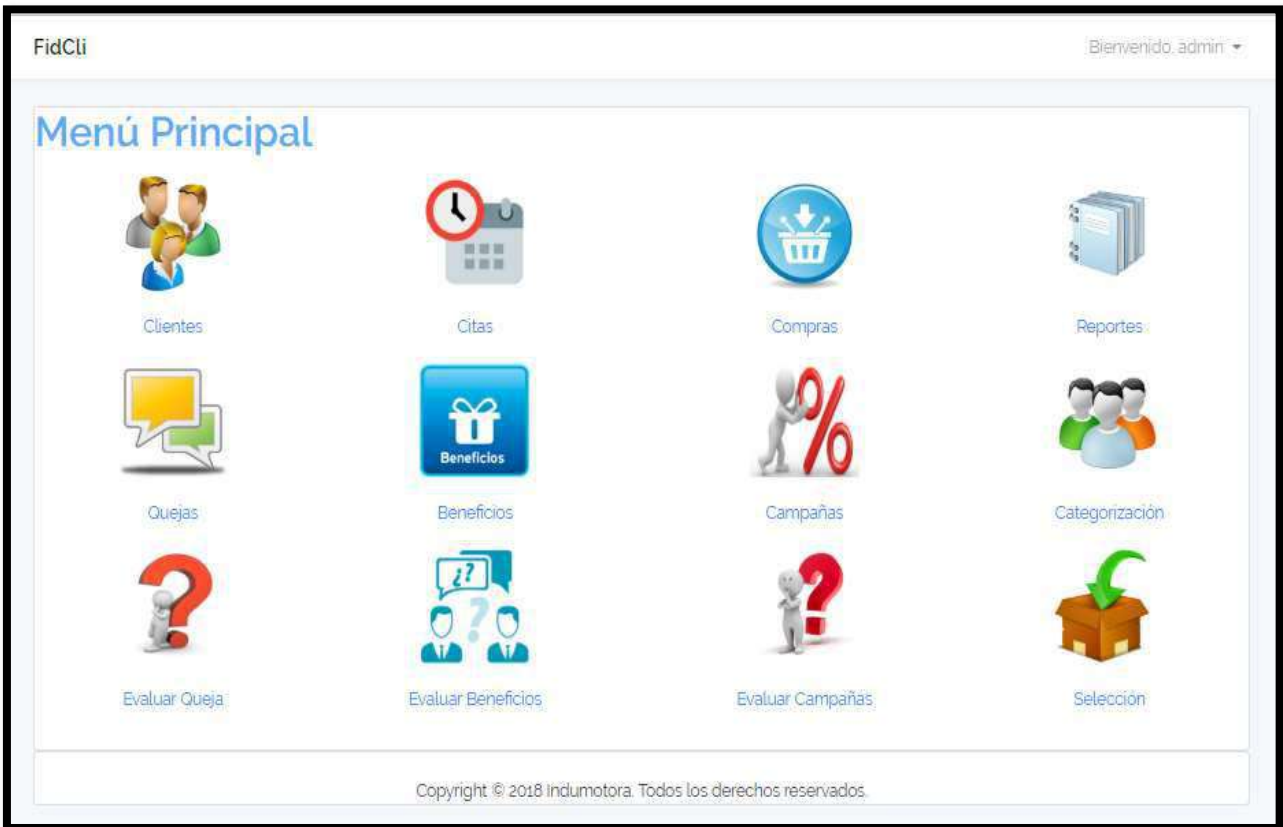 FidCli
Bienvenido, admin
Menú Principal
Clientes
Citas
Compras
Reportes
Beneficios
Quejas
Beneficios
Campañas
Categorización
¿?
?
Evaluar Queja
Evaluar Beneficios
Evaluar Campañas
Selección
Copyright © 2018 Indumotora. Todos los derechos reservados.